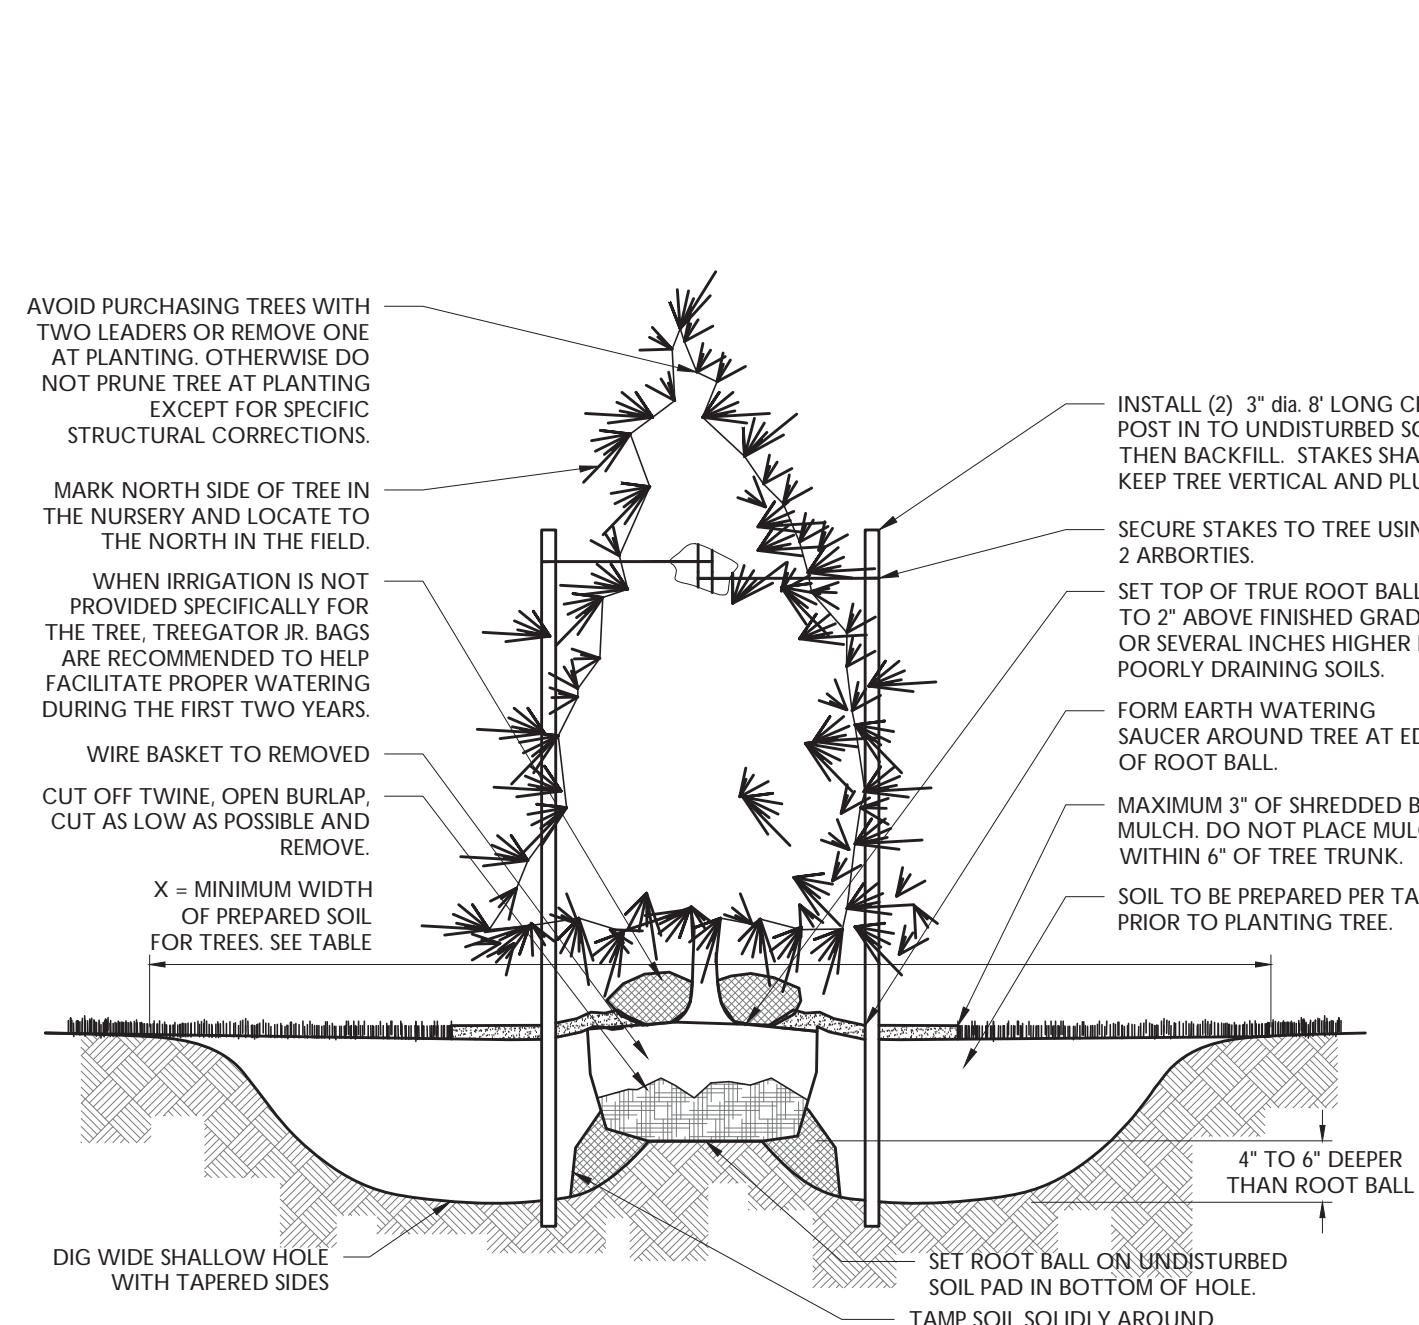 AVOID PURCHASING TREES WITH
TWO LEADERS OR REMOVE ONE
AT PLANTING. OTHERWISE DO
NOT PRUNE TREE AT PLANTING
EXCEPT FOR SPECIFIC
STRUCTURAL CORRECTIONS.
MARK NORTH SIDE OF TREE IN
THE NURSERY AND LOCATE TO
THE NORTH IN THE FIELD.
WHEN IRRIGATION IS NOT
PROVIDED SPECIFICALLY FOR
THE TREE, TREEGATOR JR. BAGS
ARE RECOMMENDED TO HELP
FACILITATE PROPER WATERING
DURING THE FIRST TWO YEARS.
WIRE BASKET TO REMOVED
CUT OFF TWINE, OPEN BURLAP,
CUT AS LOW AS POSSIBLE AND
REMOVE.
X = MINIMUM WIDTH
OF PREPARED SOIL
FOR TREES. SEE TABLE
DIG WIDE SHALLOW HOLE
WITH TAPERED SIDES
INSTALL (2) 3" dia. 8' LONG
POST IN TO UNDISTURBED
THEN BACKFILL. STAKES
KEEP TREE VERTICAL AND
SECURE STAKES TO TREE
2 ARBORTIES.
SET TOP OF TRUE ROOT BALL
TO 2" ABOVE FINISHED
OR SEVERAL INCHES HIGHER
POORLY DRAINING SOILS.
FORM EARTH WATERING
SAUCER AROUND TREE AT
OF ROOT BALL.
MAXIMUM 3" OF SHREDDED
MULCH. DO NOT PLACE
WITHIN 6" OF TREE TRUNK.
SOIL TO BE PREPARED PER
PRIOR TO PLANTING TREE.
4" TO 6" DEEPER
THAN ROOT BALL
SET ROOT BALL ON UNDISTURBED
SOIL PAD IN BOTTOM OF HOLE.
TAMP SOIL SOLIDLY AROUND